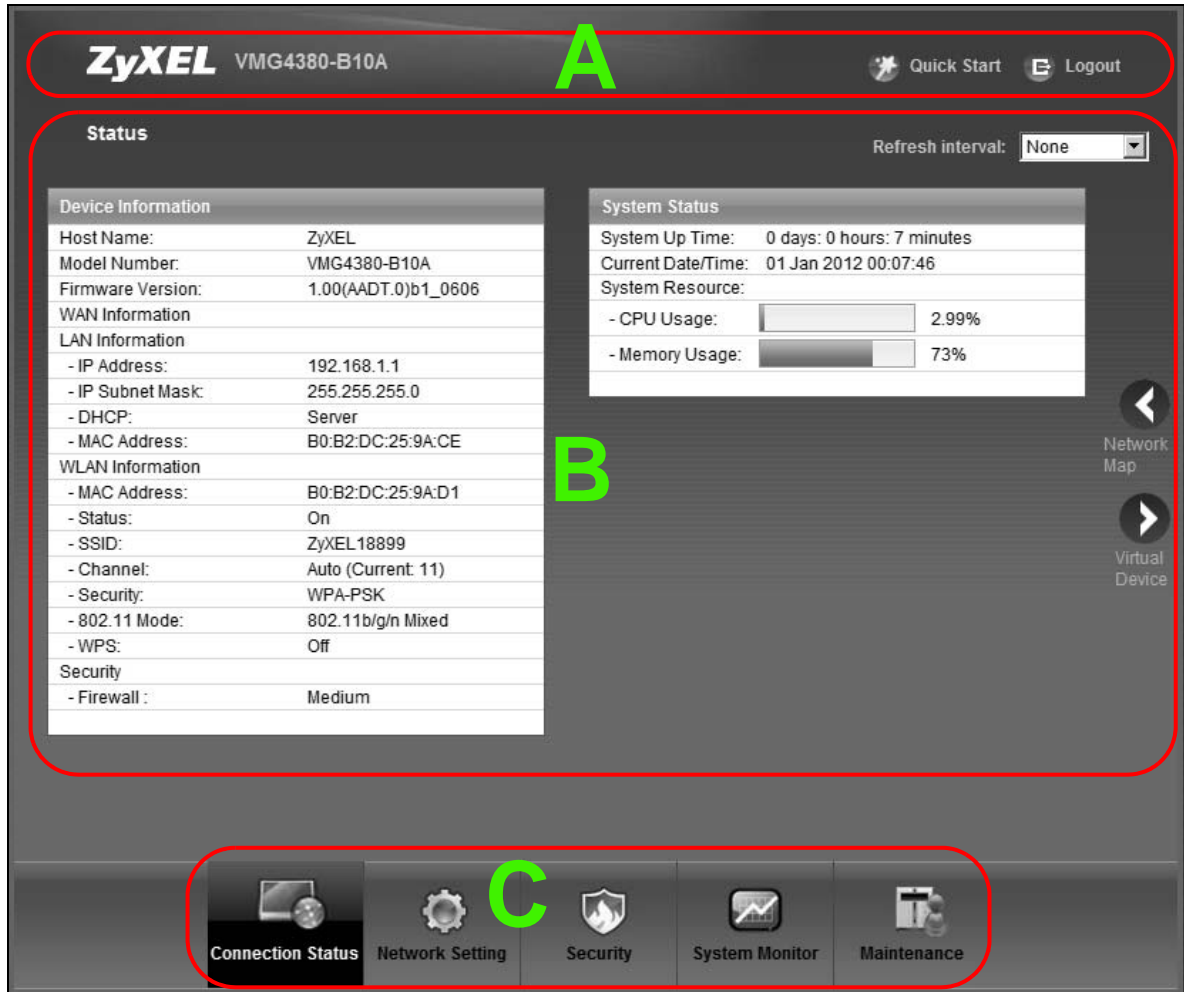 A
ZyXEL VMG4380-B10A
Quick Start Logout
Status
Refresh interval: None
Device Information
Host Name: ZyXEL
Model Number: VMG4380-B10A
Firmware Version: 1.00(AADT.0)b1_0606
WAN Information
LAN Information
- IP Address: 192.168.1.1
- IP Subnet Mask: 255.255.255.0
- DHCP: Server
- MAC Address: B0:B2:DC:25:9A:CE
WLAN Information
- MAC Address: B0:B2:DC:25:9A:D1
- Status: On
- SSID: ZyXEL18899
- Channel: Auto (Current: 11)
- Security: WPA-PSK
- 802.11 Mode: 802.11b/g/n Mixed
- WPS: Off
Security
- Firewall : Medium
System Status
System Up Time: 0 days: 0 hours: 7 minutes
Current Date/Time: 01 Jan 2012 00:07:46
System Resource:
- CPU Usage: 2.99%
- Memory Usage: 73%
B
Network
Map
Virtual
Device
C
Connection Status Network Setting Security System Monitor Maintenance